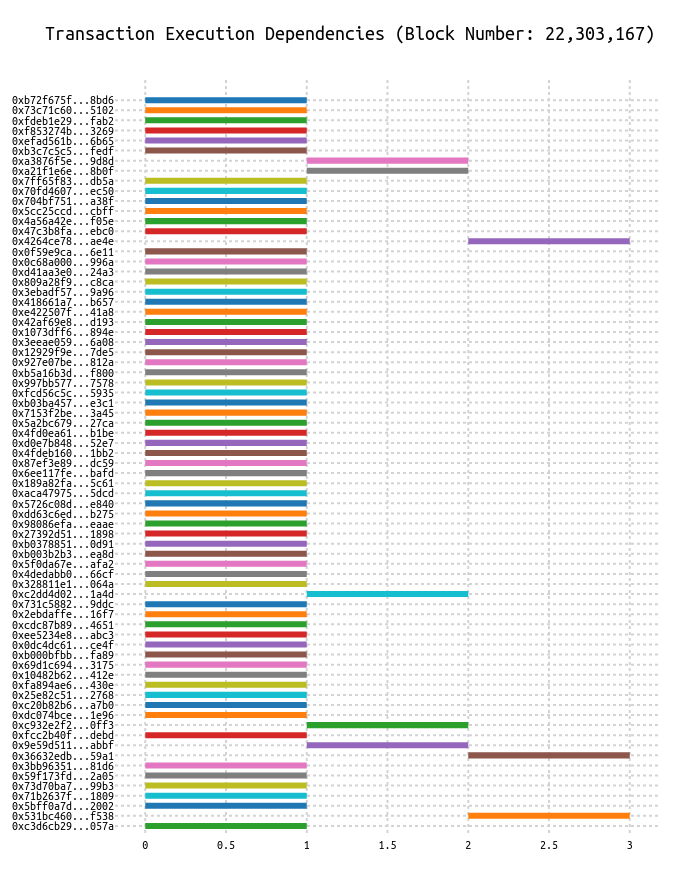 Transaction Execution Dependencies (Block Number: 22,303,167)
0xb72f675f...8bd6
0x73c71c60...5102
0xfdeb1e29...fab2
0xf853274b...3269
0xefad561b...6b65
0xb3c7c5c5...fedf
0xa3876f5e...9d8d
0xa21f1e6e...8b0f
0x7ff65f83...db5a
0x70fd4607...ec50
0x704bf751...a38f
0x5cc25ccd...cbff
0x4a56a42e...f05e
0x47c3b8fa...ebc0
0x4264ce78...ae4e
0x0f59e9ca...6e11
0x0c68a000...996a
0xd41aa3e0...24a3
0x809a28f9...c8ca
0x3ebadf57...9a96
0x418661a7...b657
0xe422507f...41a8
0x42af69e8...d193
0x1073dff6...894e
0x3eeae059...6a08
0x12929f9e...7de5
0x927e07be...812a
0xb5a16b3d...f800
0x997bb577...7578
0xfcd56c5c...5935
0xb03ba457...e3c1
0x7153f2be...3a45
0x5a2bc679...27ca
0x4fd0ea61...b1be
0xd0e7b848...52e7
0x4fdeb160...1bb2
0x87ef3e89...dc59
0x6ee117fe...bafd
0x189a82fa...5c61
0xaca47975...5dcd
0x5726c08d...e840
0xdd63c6ed...b275
0x98086efa...eaae
0x27392d51...1898
0xb0378851...0d91
0xb003b2b3...ea8d
0x5f0da67e...afa2
0x4dedabb0...66cf
0x328811e1...064a
0xc2dd4d02...1a4d
0x731c5882...9ddc
0x2ebdaffe...16f7
0xcdc87b89...4651
0xee5234e8...abc3
0x0dc4dc61...ce4f
0xb000bfbb...fa89
0x69d1c694...3175
0x10482b62...412e
0xfa894ae6...430e
0x25e82c51...2768
0xc20b82b6...a7b0
0xdc074bce...1e96
0xc932e2f2...0ff3
0xfcc2b40f...debd
0x9e59d511...abbf
0x36632edb...59a1
0x3bb96351...81d6
0x59f173fd...2a05
0x73d70ba7...99b3
0x71b2637f...1809
0x5bff0a7d...2002
0x531bc460...f538
0xc3d6cb29...057a
0 0.5 1 1.5 2 2.5 3